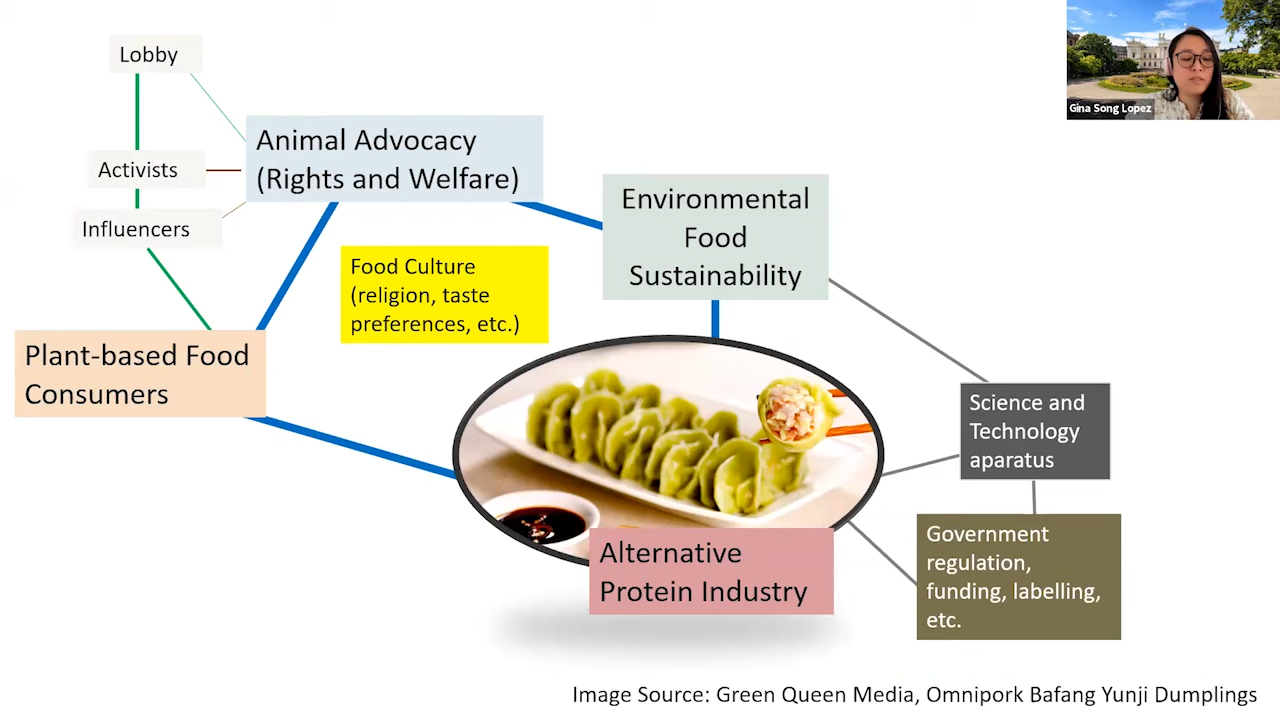 Lobby
Gina Song Lopez
Animal Advocacy
(Rights and Welfare)
Activists
Influencers
Environmental
Food
Sustainability
Food Culture
(religion, taste
preferences, etc.)
Plant-based Food
Consumers
Science and
Technology
aparatus
Government
regulation,
funding, labelling,
etc.
Alternative
Protein Industry
Image Source: Green Queen Media, Omnipork Bafang Yunji Dumplings